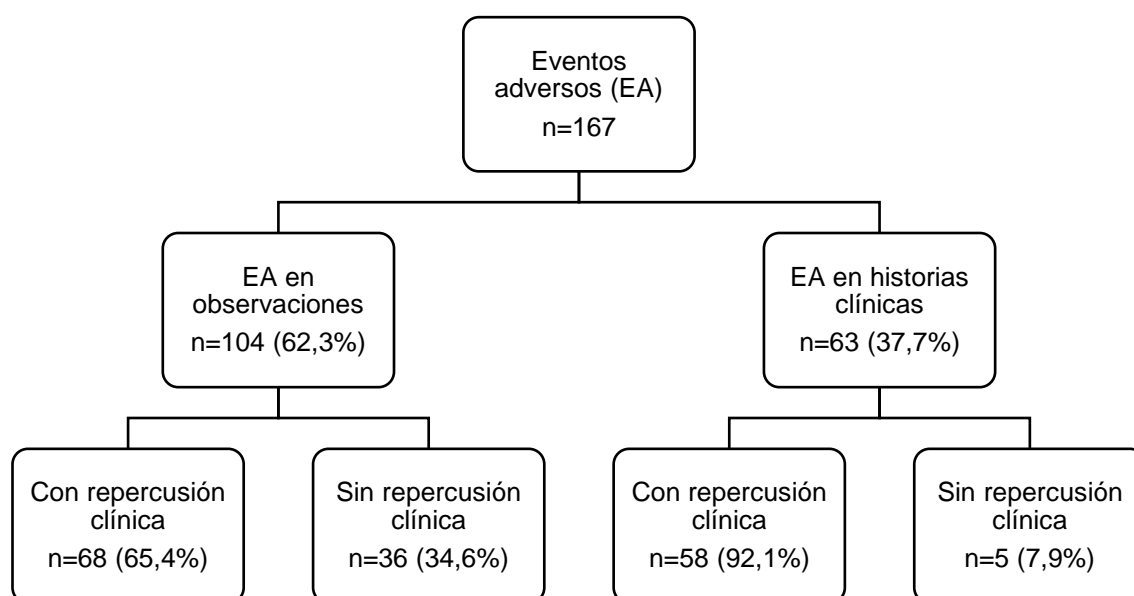 Eventos
adversos (EA)
n=167
EA en
observaciones
n=104 (62,3%)
EA en historias
clínicas
n=63 (37,7%)
Con repercusión
clínica
n=68 (65,4%)
Sin repercusión
clínica
n=36 (34,6%)
Con repercusión
clínica
n=58 (92,1%)
Sin repercusión
clínica
n=5 (7,9%)